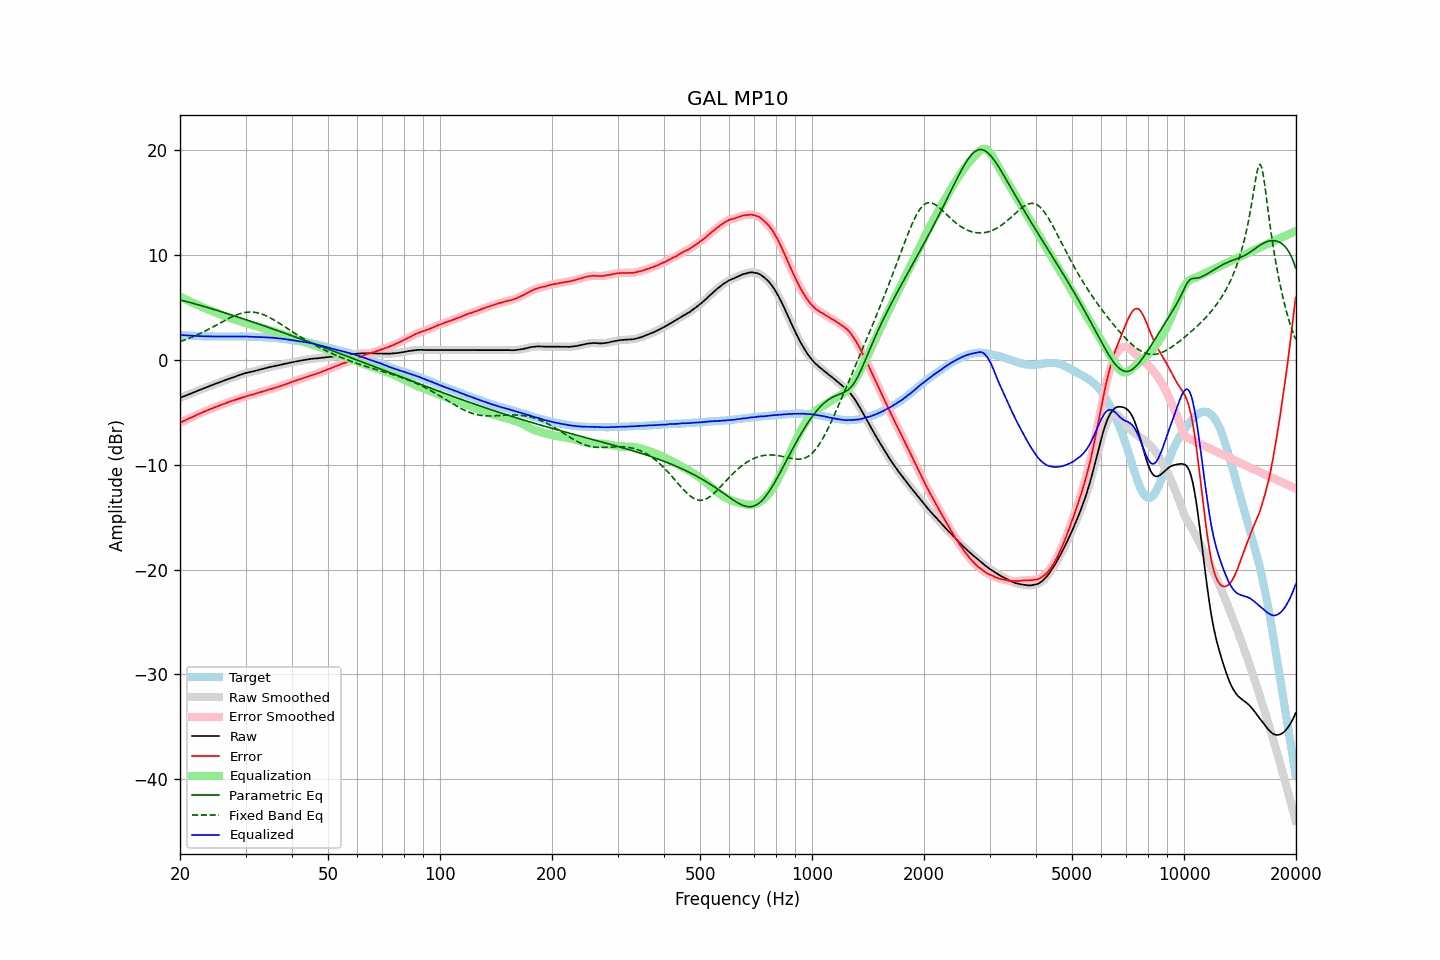 GAL MP10
20
10
0
−10
−20
−30
−40
Amplitude (dBr)
Target
Raw Smoothed
Error Smoothed
Raw
Error
Equalization
Parametric Eq
Fixed Band Eq
Equalized
20 50 100 200 500 1000 2000 5000 10000 20000
Frequency (Hz)